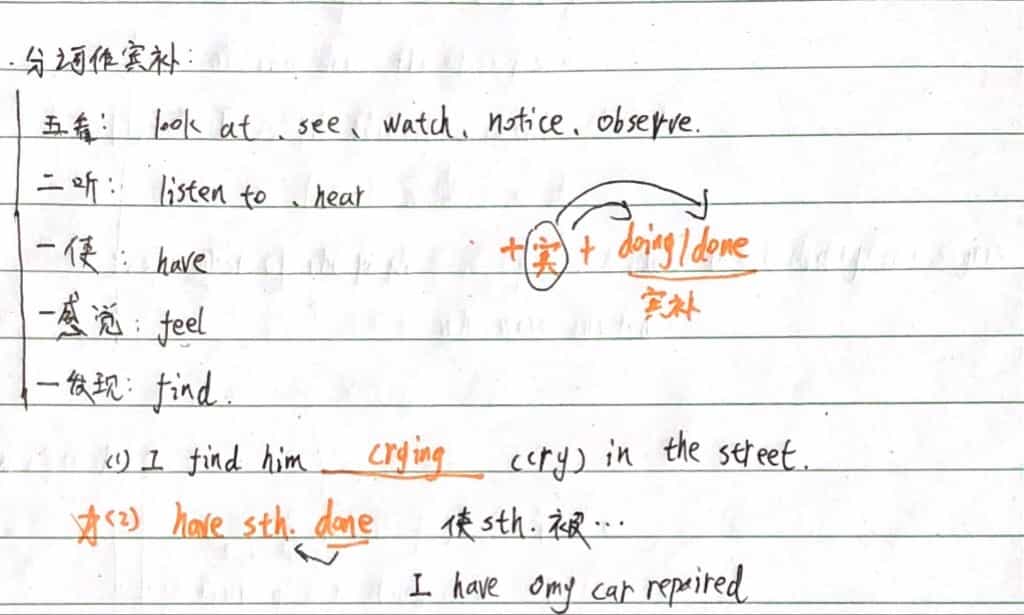 · 分词作宾补：
五看： look at、see、watch、notice、observe.
二听： listen to、hear
一使： have
+ 宾 + doing/done
宾补
一感觉： feel
一发现： find.
(1) I find him crying (cry) in the street.
(2) have sth. done 使sth.被…
I have my car repaired